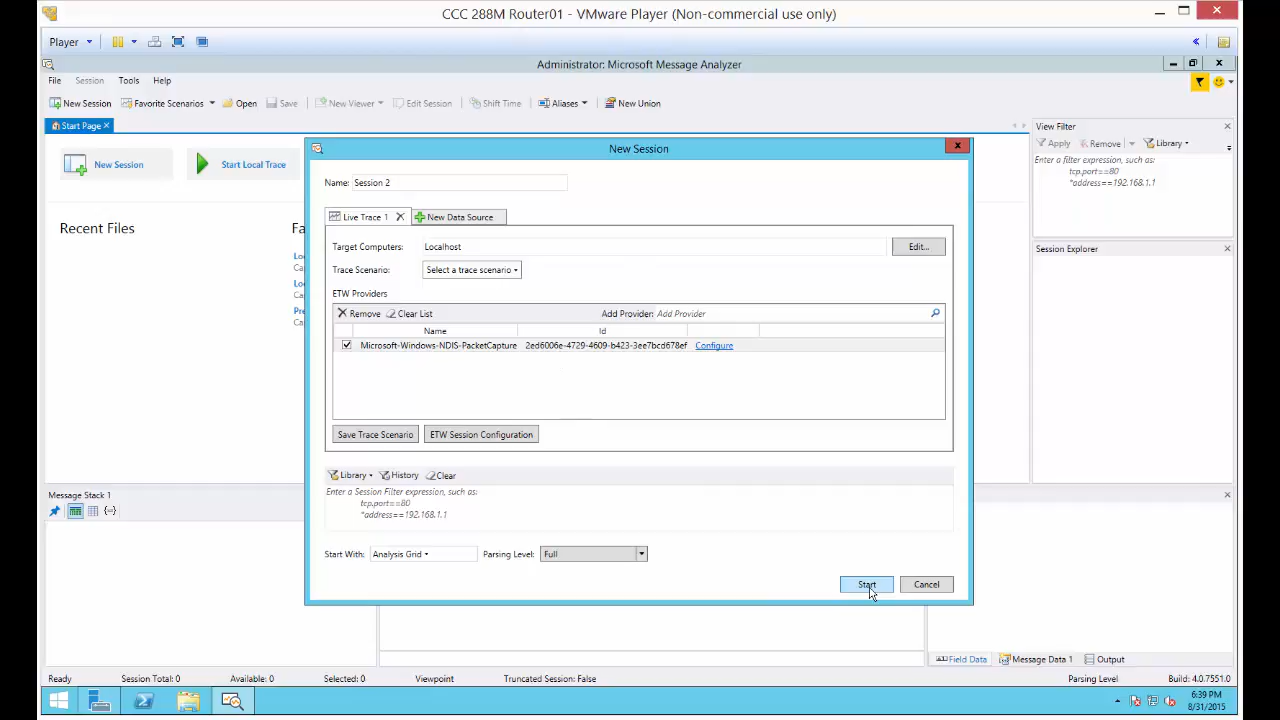 CCC 288M Router01 - VMware Player (Non-commercial use only)
Player
Administrator: Microsoft Message Analyzer
File Session Tools Help
New Session Favorite Scenarios Open Save New Viewer Edit Session Shift Time Aliases New Union
Start Page
View Filter
New Session
Start Local Trace
Apply Remove Library
Enter a filter expression, such as:
tcp.port==80
*address==192.168.1.1
Recent Files
Fa
Lo
Ca
Lo
Ca
Pre
Ca
Session Explorer
New Session
Name: Session 2
Live Trace 1 New Data Source
Target Computers: Localhost Edit...
Trace Scenario: Select a trace scenario
ETW Providers
Remove Clear List Add Provider: Add Provider
Name Id
Microsoft-Windows-NDIS-PacketCapture 2ed6006e-4729-4609-b423-3ee7bcd678ef Configure
Save Trace Scenario ETW Session Configuration
Library History Clear
Enter a Session Filter expression, such as:
tcp.port==80
*address==192.168.1.1
Start With: Analysis Grid Parsing Level: Full
Start Cancel
Message Stack 1
Field Data Message Data 1 Output
Ready Session Total: 0 Available: 0 Selected: 0 Viewpoint Truncated Session: False Parsing Level Build: 4.0.7551.0
6:39 PM
8/31/2015